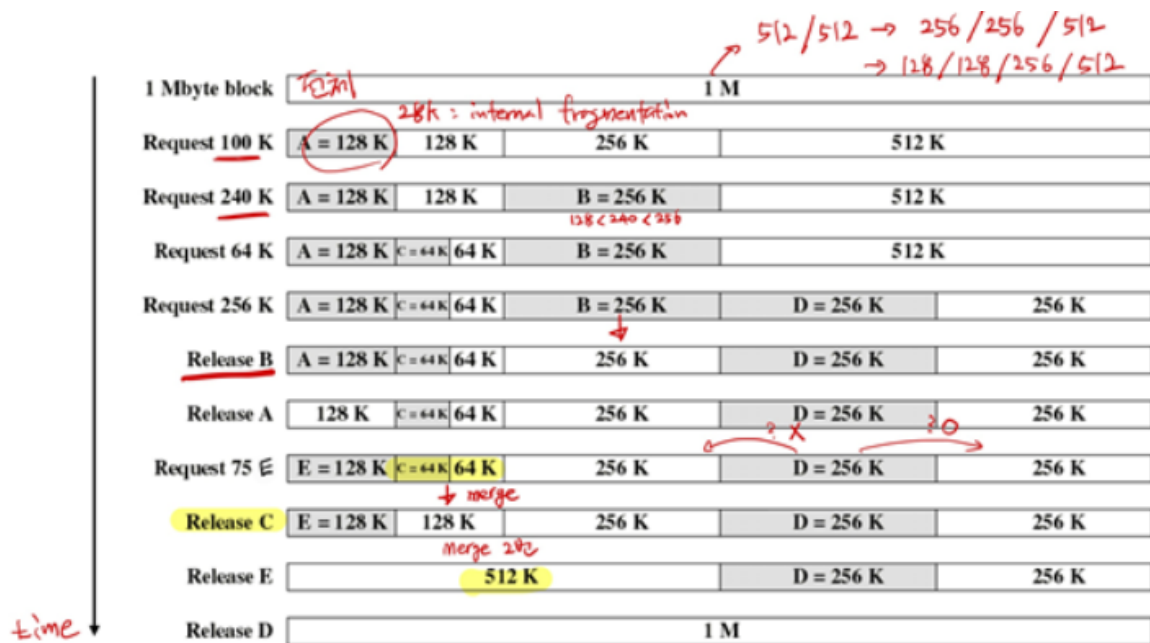 512/512 → 256/256/512
→ 128/128/256/512
1 Mbyte block 전체 1 M
28k : internal fragmentation
Request 100 K A = 128 K 128 K 256 K 512 K
Request 240 K A = 128 K 128 K B = 256 K 512 K
128 < 240 < 256
Request 64 K A = 128 K C = 64 K 64 K B = 256 K 512 K
Request 256 K A = 128 K C = 64 K 64 K B = 256 K D = 256 K 256 K
Release B A = 128 K C = 64 K 64 K 256 K D = 256 K 256 K
Release A 128 K C = 64 K 64 K 256 K D = 256 K 256 K
? X ? O
Request 75 E E = 128 K C = 64 K 64 K 256 K D = 256 K 256 K
merge
Release C E = 128 K 128 K 256 K D = 256 K 256 K
merge 2번
Release E 512 K D = 256 K 256 K
time Release D 1 M